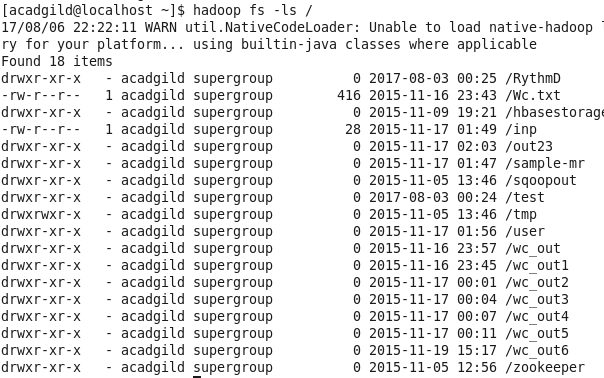 [acadgild@localhost ~]$ hadoop fs -ls /
17/08/06 22:22:11 WARN util.NativeCodeLoader: Unable to load native-hadoop l
ry for your platform... using builtin-java classes where applicable
Found 18 items
drwxr-xr-x   - acadgild supergroup          0 2017-08-03 00:25 /RythmD
-rw-r--r--   1 acadgild supergroup        416 2015-11-16 23:43 /Wc.txt
drwxr-xr-x   - acadgild supergroup          0 2015-11-09 19:21 /hbasestorage
-rw-r--r--   1 acadgild supergroup         28 2015-11-17 01:49 /inp
drwxr-xr-x   - acadgild supergroup          0 2015-11-17 02:03 /out23
drwxr-xr-x   - acadgild supergroup          0 2015-11-17 01:47 /sample-mr
drwxr-xr-x   - acadgild supergroup          0 2015-11-05 13:46 /sqoopout
drwxr-xr-x   - acadgild supergroup          0 2017-08-03 00:24 /test
drwxrwxr-x   - acadgild supergroup          0 2015-11-05 13:46 /tmp
drwxr-xr-x   - acadgild supergroup          0 2015-11-17 01:56 /user
drwxr-xr-x   - acadgild supergroup          0 2015-11-16 23:57 /wc_out
drwxr-xr-x   - acadgild supergroup          0 2015-11-16 23:45 /wc_out1
drwxr-xr-x   - acadgild supergroup          0 2015-11-17 00:01 /wc_out2
drwxr-xr-x   - acadgild supergroup          0 2015-11-17 00:04 /wc_out3
drwxr-xr-x   - acadgild supergroup          0 2015-11-17 00:07 /wc_out4
drwxr-xr-x   - acadgild supergroup          0 2015-11-17 00:11 /wc_out5
drwxr-xr-x   - acadgild supergroup          0 2015-11-19 15:17 /wc_out6
drwxr-xr-x   - acadgild supergroup          0 2015-11-05 12:56 /zookeeper